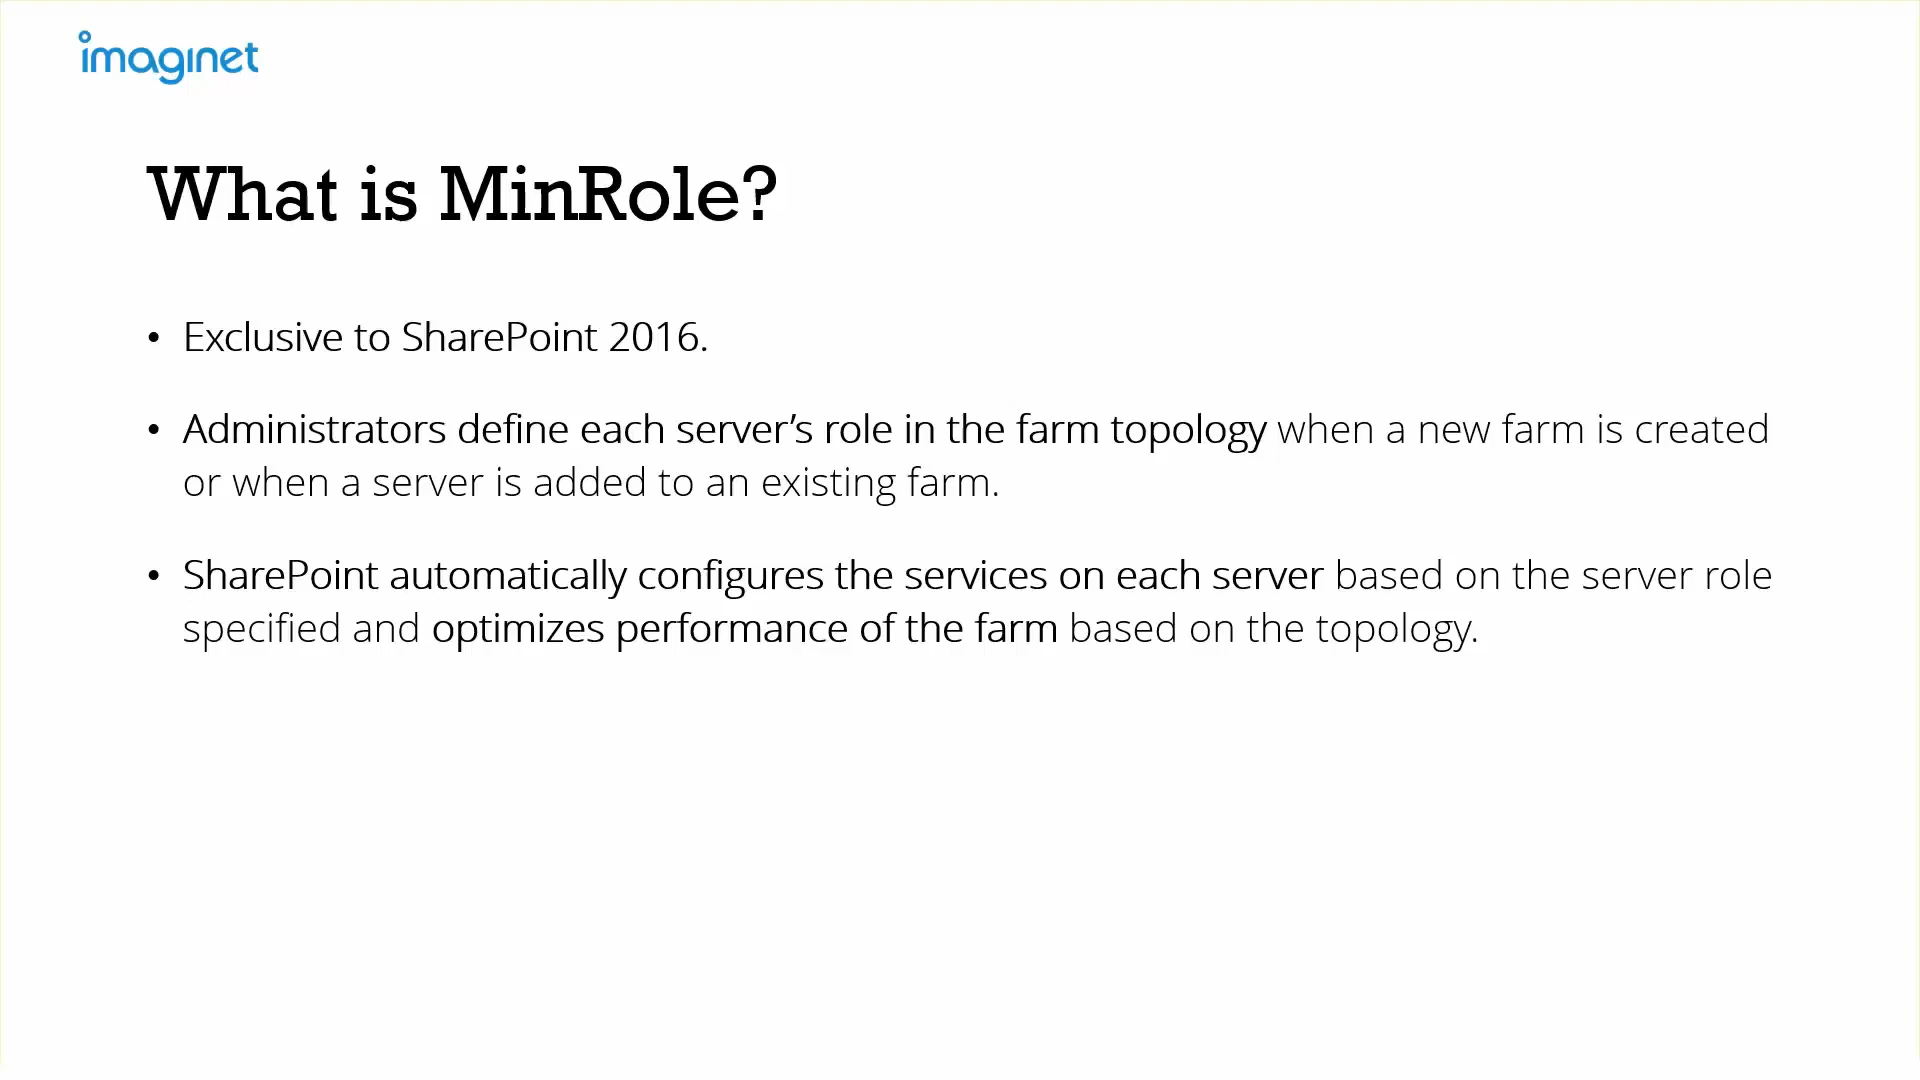 imaginet
What is MinRole?
• Exclusive to SharePoint 2016.
• Administrators define each server’s role in the farm topology when a new farm is created
or when a server is added to an existing farm.
• SharePoint automatically configures the services on each server based on the server role
specified and optimizes performance of the farm based on the topology.